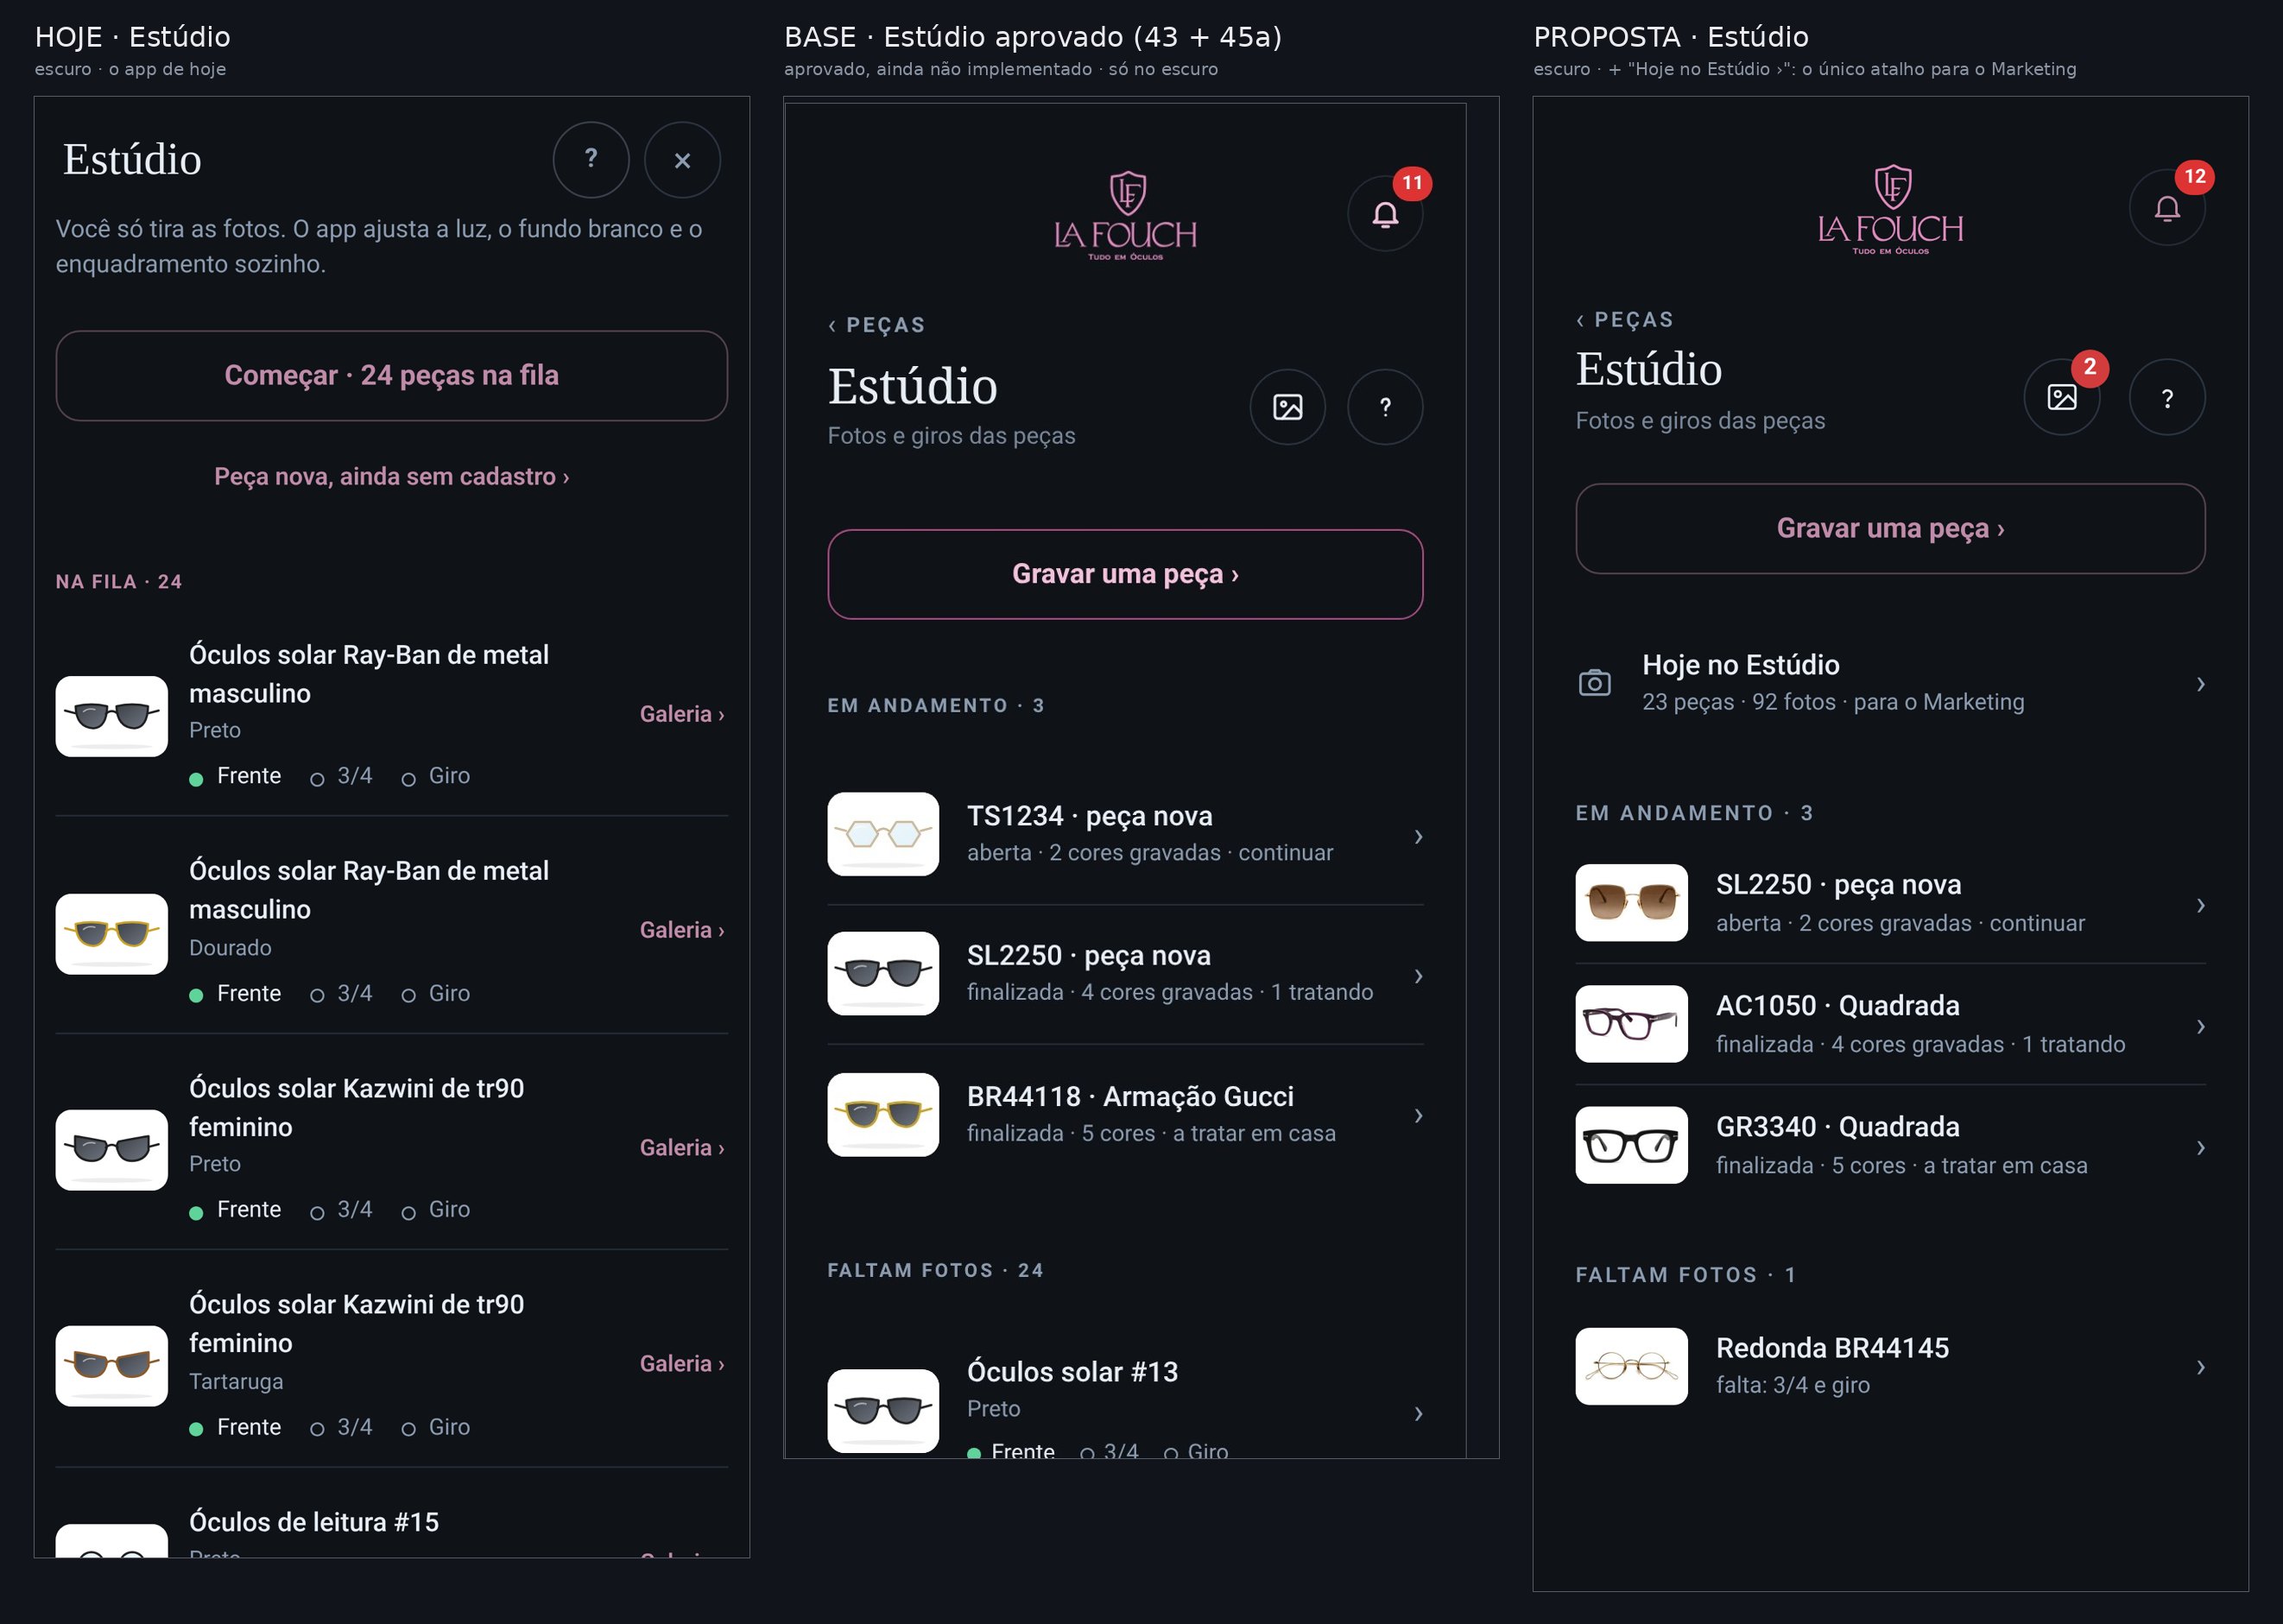 HOJE · Estúdio
escuro · o app de hoje
Estúdio
?
×
Você só tira as fotos. O app ajusta a luz, o fundo branco e o
enquadramento sozinho.
Começar · 24 peças na fila
Peça nova, ainda sem cadastro ›
NA FILA · 24
Óculos solar Ray-Ban de metal
masculino
Preto
Galeria ›
Frente
3/4
Giro
Óculos solar Ray-Ban de metal
masculino
Dourado
Galeria ›
Frente
3/4
Giro
Óculos solar Kazwini de tr90
feminino
Preto
Galeria ›
Frente
3/4
Giro
Óculos solar Kazwini de tr90
feminino
Tartaruga
Galeria ›
Frente
3/4
Giro
Óculos de leitura #15
BASE · Estúdio aprovado (43 + 45a)
aprovado, ainda não implementado · só no escuro
LF
LA FOUCH
TUDO EM ÓCULOS
11
‹ PEÇAS
Estúdio
Fotos e giros das peças
?
Gravar uma peça ›
EM ANDAMENTO · 3
TS1234 · peça nova
aberta · 2 cores gravadas · continuar
›
SL2250 · peça nova
finalizada · 4 cores gravadas · 1 tratando
›
BR44118 · Armação Gucci
finalizada · 5 cores · a tratar em casa
›
FALTAM FOTOS · 24
Óculos solar #13
Preto
›
Frente
3/4
Giro
PROPOSTA · Estúdio
escuro · + "Hoje no Estúdio ›": o único atalho para o Marketing
LF
LA FOUCH
TUDO EM ÓCULOS
12
‹ PEÇAS
Estúdio
Fotos e giros das peças
2
?
Gravar uma peça ›
Hoje no Estúdio
23 peças · 92 fotos · para o Marketing
›
EM ANDAMENTO · 3
SL2250 · peça nova
aberta · 2 cores gravadas · continuar
›
AC1050 · Quadrada
finalizada · 4 cores gravadas · 1 tratando
›
GR3340 · Quadrada
finalizada · 5 cores · a tratar em casa
›
FALTAM FOTOS · 1
Redonda BR44145
falta: 3/4 e giro
›